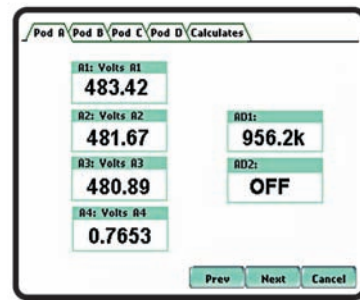 Pod A Pod B Pod C Pod D Calculates
A1: Volts A1
483.42
A2: Volts A2
481.67
A3: Volts A3
480.89
A4: Volts A4
0.7653
AD1:
956.2k
AD2:
OFF
Prev Next Cancel